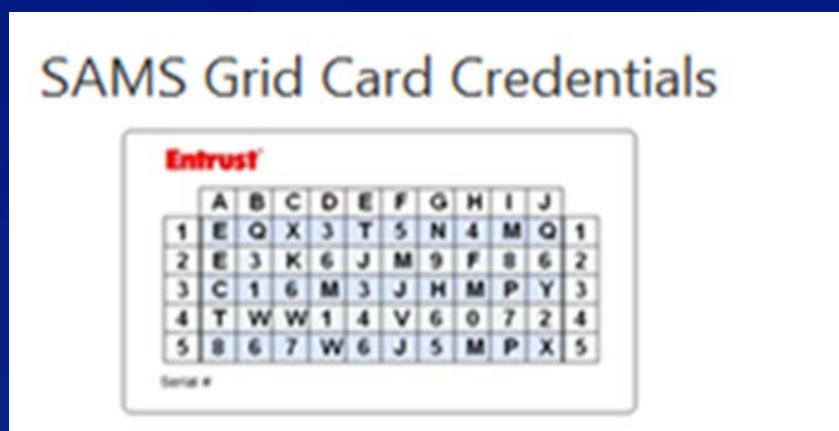 SAMS Grid Card Credentials
Entrust
A B C D E F G H I J
1 E Q X 3 T 5 N 4 M Q 1
2 E 3 K 6 J M 9 F 8 6 2
3 C 1 6 M 3 J H M P Y 3
4 T W W 1 4 V 6 0 7 2 4
5 8 6 7 W 6 J 5 M P X 5
Serial #